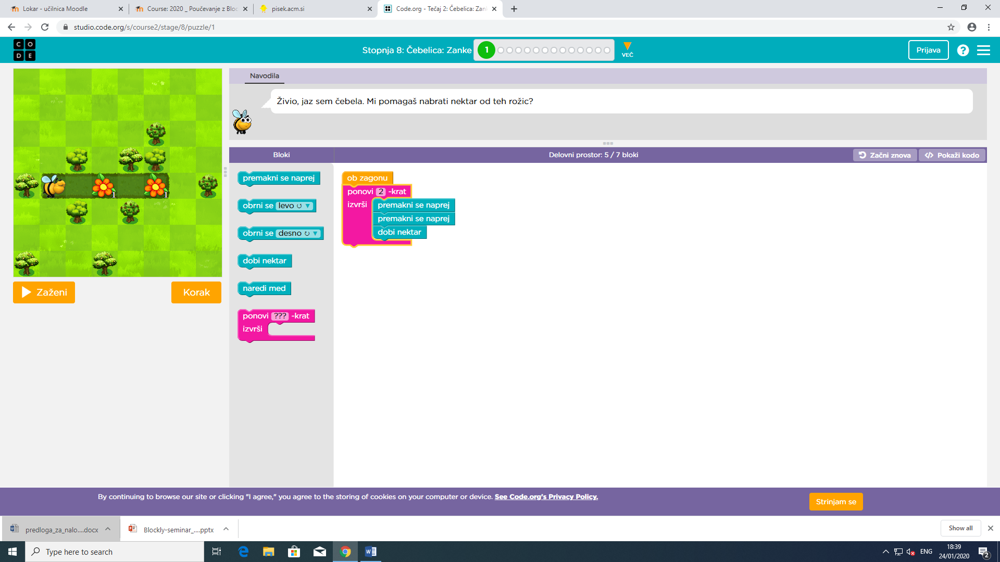 Lokar - učilnica Moodle
Course: 2020 _ Poučevanje z Bloc
pisek.acm.si
Code.org - Tečaj 2: Čebelica: Zank
studio.code.org/s/course2/stage/8/puzzle/1
C O
D E
Stopnja 8: Čebelica: Zanke
1
VEČ
Prijava
?
Navodila
Živio, jaz sem čebela. Mi pomagaš nabrati nektar od teh rožic?
Bloki
Delovni prostor: 5 / 7 bloki
Začni znova
Pokaži kodo
premakni se naprej
obrni se levo ↺ ▼
obrni se desno ↻ ▼
dobi nektar
naredi med
ponovi ??? -krat
izvrši
ob zagonu
ponovi 2 -krat
izvrši
premakni se naprej
premakni se naprej
dobi nektar
1
1
Zaženi
Korak
By continuing to browse our site or clicking "I agree," you agree to the storing of cookies on your computer or device. See Code.org's Privacy Policy.
Strinjam se
predloga_za_nalo....docx
Blockly-seminar_....pptx
Show all
Type here to search
ENG
18:39
24/01/2020
2